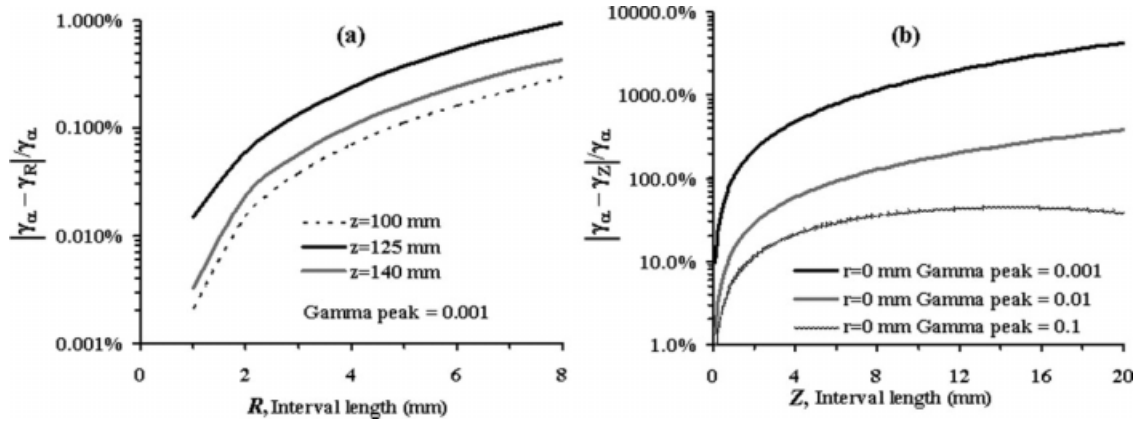 (a)
1.000%
0.100%
0.010%
0.001%
|γα − γR|/γα
z=100 mm
z=125 mm
z=140 mm
Gamma peak = 0.001
0 2 4 6 8
R, Interval length (mm)
(b)
10000.0%
1000.0%
100.0%
10.0%
1.0%
|γα − γZ|/γα
r=0 mm Gamma peak = 0.001
r=0 mm Gamma peak = 0.01
r=0 mm Gamma peak = 0.1
0 4 8 12 16 20
Z, Interval length (mm)